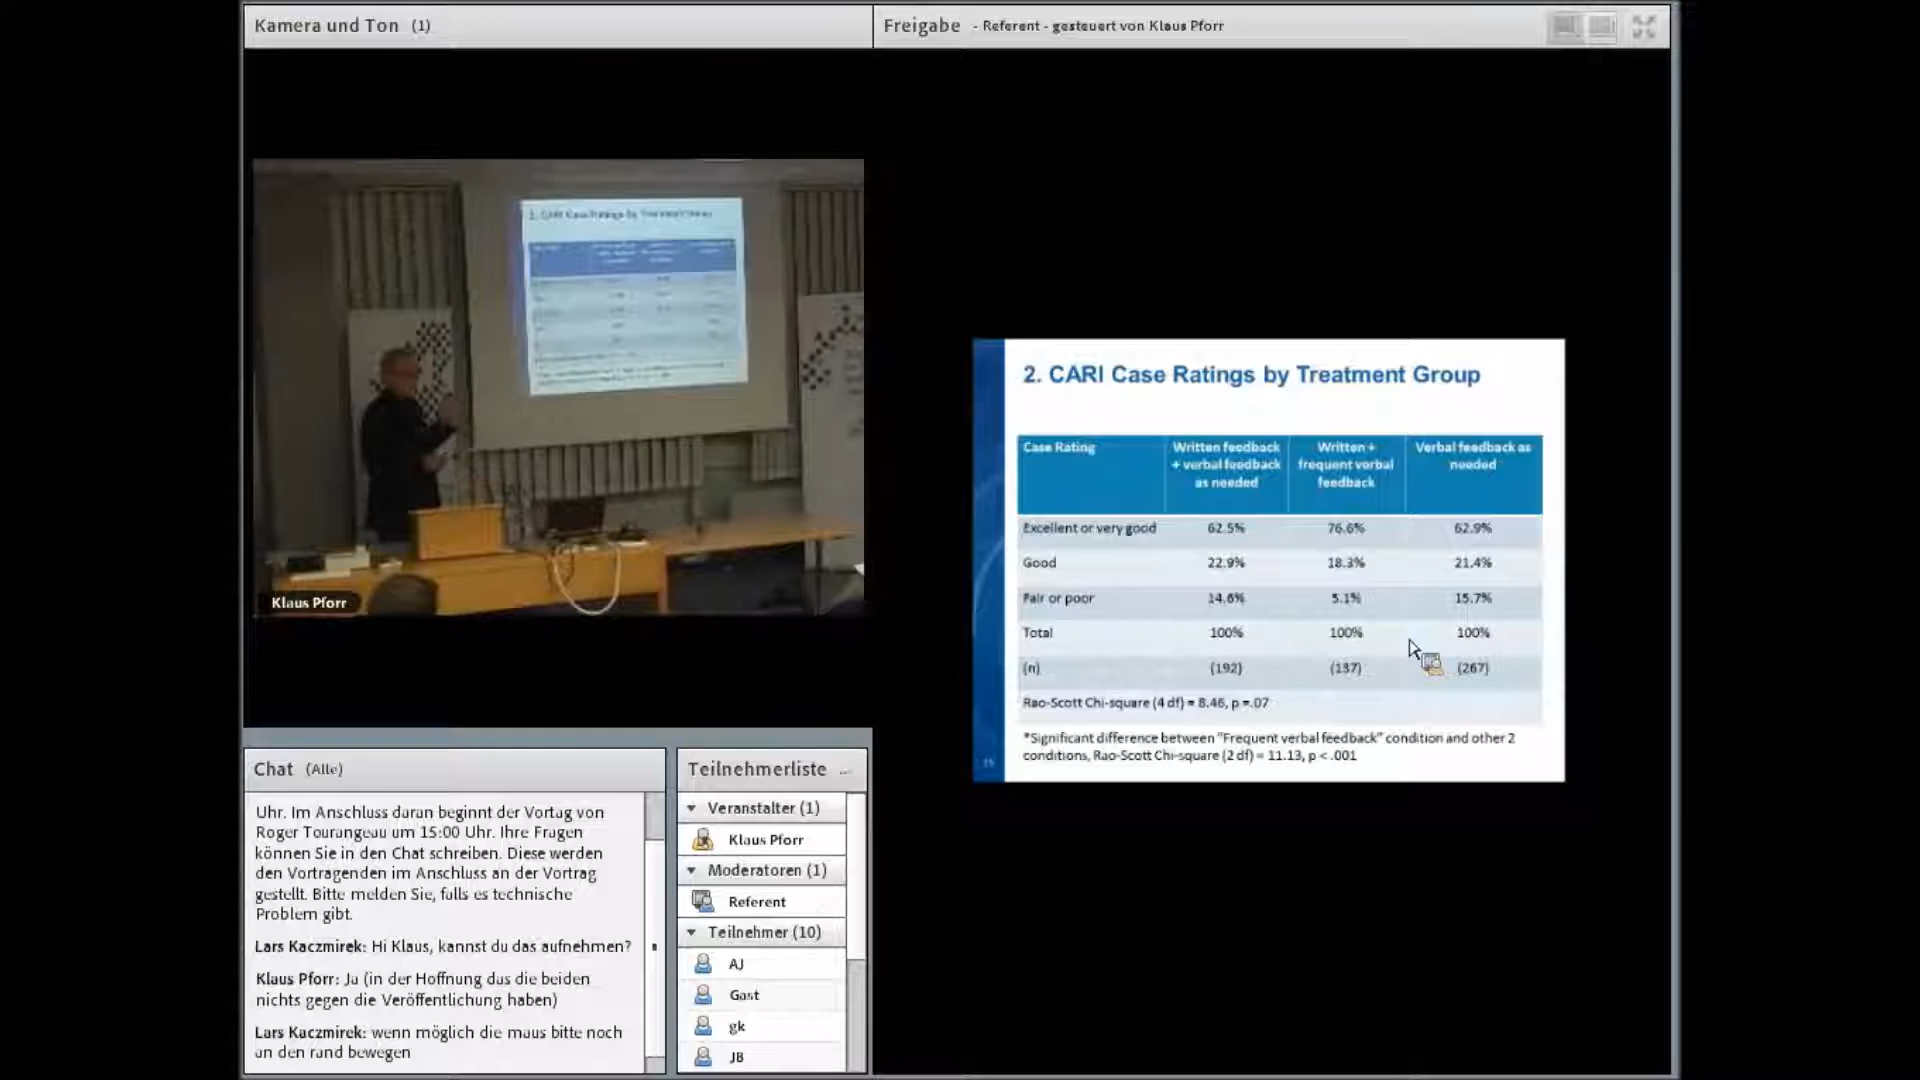 Kamera und Ton (1)
Freigabe - Referent - gesteuert von Klaus Pforr
2. CARI Case Ratings by Treatment Group
Klaus Pforr
2. CARI Case Ratings by Treatment Group
Case Rating
Written feedback
+ verbal feedback
as needed
Written +
frequent verbal
feedback
Verbal feedback as
needed
Excellent or very good 62.5% 76.6% 62.9%
Good 22.9% 18.3% 21.4%
Fair or poor 14.6% 5.1% 15.7%
Total 100% 100% 100%
(n) (192) (137) (267)
Rao-Scott Chi-square (4 df) = 8.46, p =.07
*Significant difference between "Frequent verbal feedback" condition and other 2
conditions, Rao-Scott Chi-square (2 df) = 11.13, p < .001
Chat (Alle)
Uhr. Im Anschluss daran beginnt der Vortag von
Roger Tourangeau um 15:00 Uhr. Ihre Fragen
können Sie in den Chat schreiben. Diese werden
den Vortragenden im Anschluss an der Vortrag
gestellt. Bitte melden Sie, falls es technische
Problem gibt.
Lars Kaczmirek: Hi Klaus, kannst du das aufnehmen?
Klaus Pforr: Ja (in der Hoffnung das die beiden
nichts gegen die Veröffentlichung haben)
Lars Kaczmirek: wenn möglich die maus bitte noch
an den rand bewegen
Teilnehmerliste ...
Veranstalter (1)
Klaus Pforr
Moderatoren (1)
Referent
Teilnehmer (10)
AJ
Gast
gk
JB